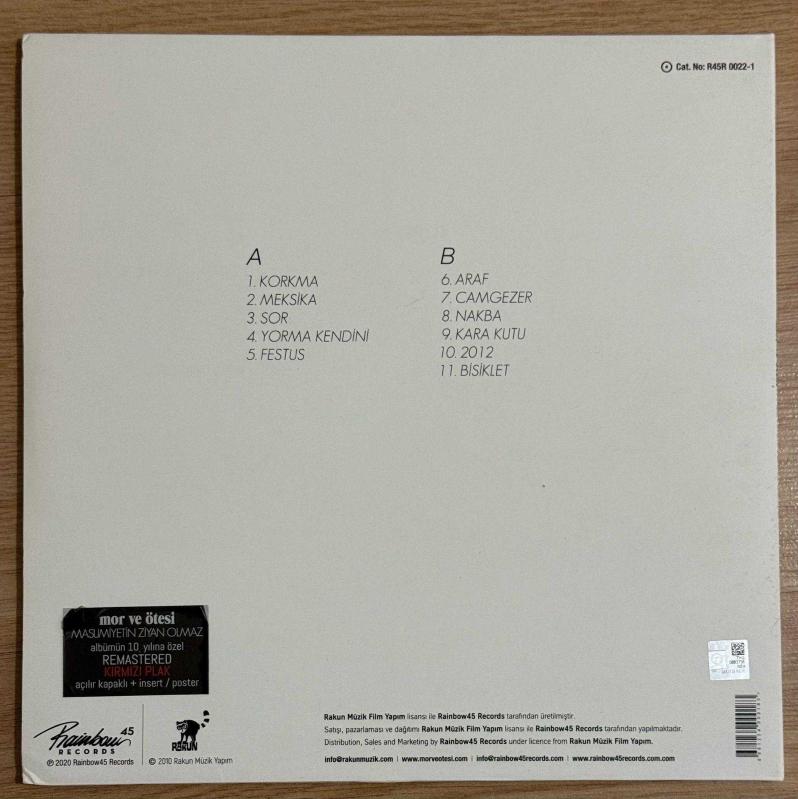 Cat. No: R45R 0022-1
A
1. KORKMA
2. MEKSİKA
3. SOR
4. YORMA KENDİNİ
5. FESTUS
B
6. ARAF
7. CAMGEZER
8. NAKBA
9. KARA KUTU
10. 2012
11. BİSİKLET
mor ve ötesi
MASUMİYETİN ZİYAN OLMAZ
albümün 10. yılına özel
REMASTERED
KIRMIZI PLAK
açılır kapaklı + insert / poster
Rainbow 45
RECORDS
℗ 2020 Rainbow45 Records
RAKUN
© 2010 Rakun Müzik Yapım
Rakun Müzik Film Yapım lisansı ile Rainbow45 Records tarafından üretilmiştir.
Satışı, pazarlaması ve dağıtımı Rakun Müzik Film Yapım lisansı ile Rainbow45 Records tarafından yapılmaktadır.
Distribution, Sales and Marketing by Rainbow45 Records under licence from Rakun Müzik Film Yapım.
info@rakunmuzik.com | www.morveotesi.com | info@rainbow45records.com | www.rainbow45records.com